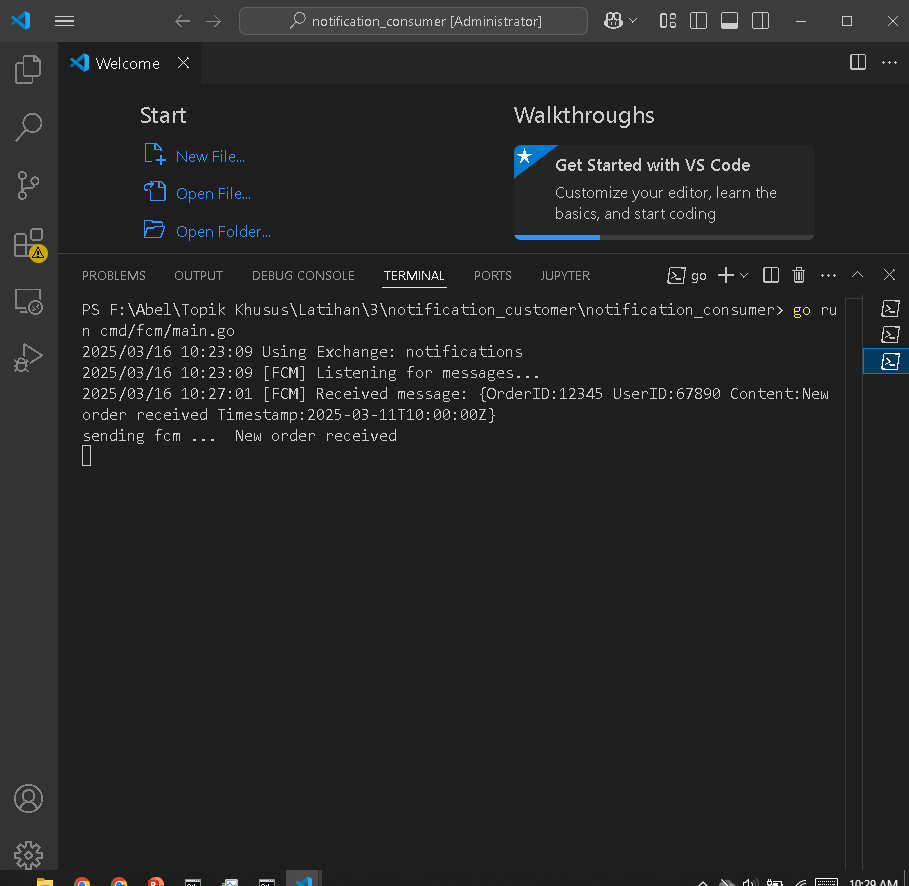 notification_consumer [Administrator]
Welcome
Start
New File...
Open File...
Open Folder...
Walkthroughs
Get Started with VS Code
Customize your editor, learn the
basics, and start coding
PROBLEMS OUTPUT DEBUG CONSOLE TERMINAL PORTS JUPYTER
go
PS F:\Abel\Topik Khusus\Latihan\3\notification_customer\notification_consumer> go ru
n cmd/fcm/main.go
2025/03/16 10:23:09 Using Exchange: notifications
2025/03/16 10:23:09 [FCM] Listening for messages...
2025/03/16 10:27:01 [FCM] Received message: {OrderID:12345 UserID:67890 Content:New
order received Timestamp:2025-03-11T10:00:00Z}
sending fcm ...  New order received
10:29 AM